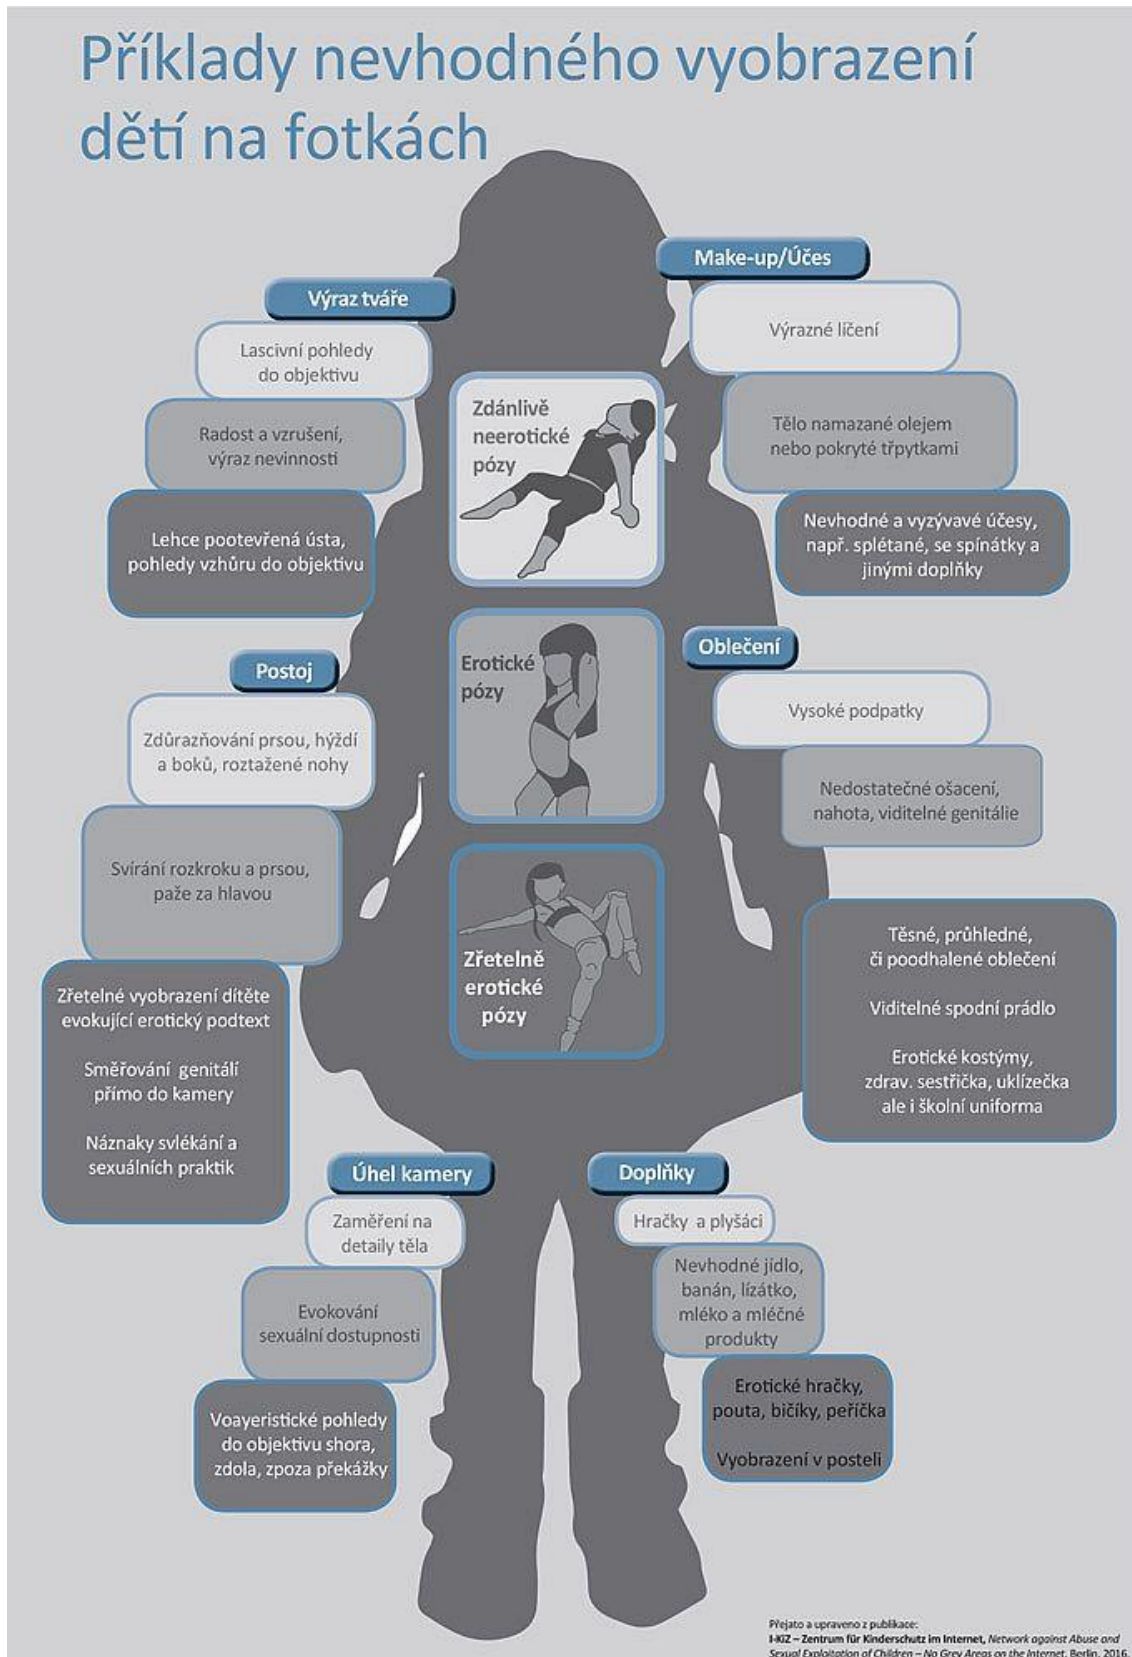 Příklady nevhodného vyobrazení
dětí na fotkách
Výraz tváře
Lascivní pohledy
do objektivu
Radost a vzrušení,
výraz nevinnosti
Lehce pootevřená ústa,
pohledy vzhůru do objektivu
Make-up/Účes
Výrazné líčení
Tělo namazané olejem
nebo pokryté třpytkami
Nevhodné a vyzývavé účesy,
např. splétané, se spínátky a
jinými doplňky
Zdánlivě
neerotické
pózy
Erotické
pózy
Zřetelně
erotické
pózy
Postoj
Zdůrazňování prsou, hýždí
a boků, roztažené nohy
Svírání rozkroku a prsou,
paže za hlavou
Zřetelné vyobrazení dítěte
evokující erotický podtext
Směřování genitálí
přímo do kamery
Náznaky svlékání a
sexuálních praktik
Oblečení
Vysoké podpatky
Nedostatečné ošacení,
nahota, viditelné genitálie
Těsné, průhledné,
či poodhalené oblečení
Viditelné spodní prádlo
Erotické kostýmy,
zdrav. sestřička, uklízečka
ale i školní uniforma
Úhel kamery
Zaměření na
detaily těla
Evokování
sexuální dostupnosti
Voayeristické pohledy
do objektivu shora,
zdola, zpoza překážky
Doplňky
Hračky a plyšáci
Nevhodné jídlo,
banán, lízátko,
mléko a mléčné
produkty
Erotické hračky,
pouta, bičíky, peříčka
Vyobrazení v posteli
Přejato a upraveno z publikace:
I-KiZ – Zentrum für Kinderschutz im Internet, Network against Abuse and
Sexual Exploitation of Children – No Grey Areas on the Internet. Berlin, 2016.